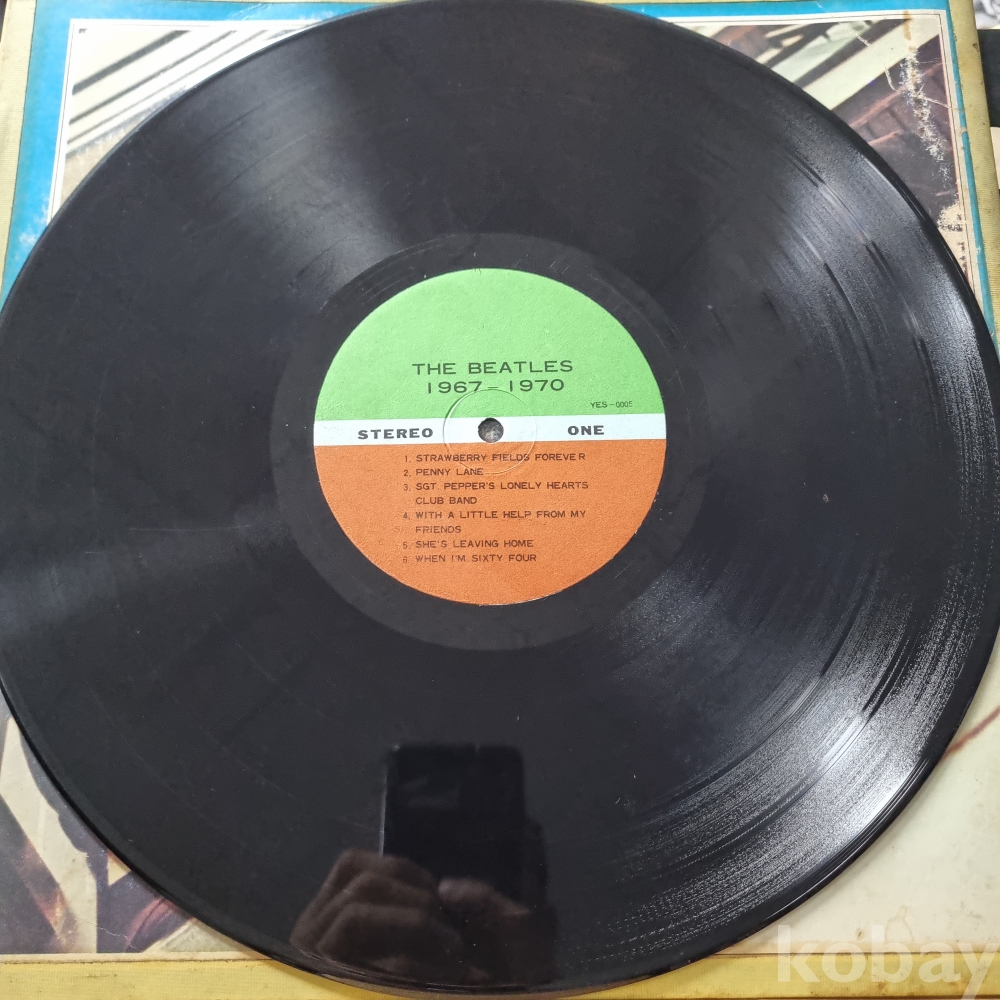 THE BEATLES
1967-1970
YES-0005
STEREO ONE
1. STRAWBERRY FIELDS FOREVER
2. PENNY LANE
3. SGT. PEPPER'S LONELY HEARTS
CLUB BAND
4. WITH A LITTLE HELP FROM MY
FRIENDS
5. SHE'S LEAVING HOME
6. WHEN I'M SIXTY FOUR
kobay